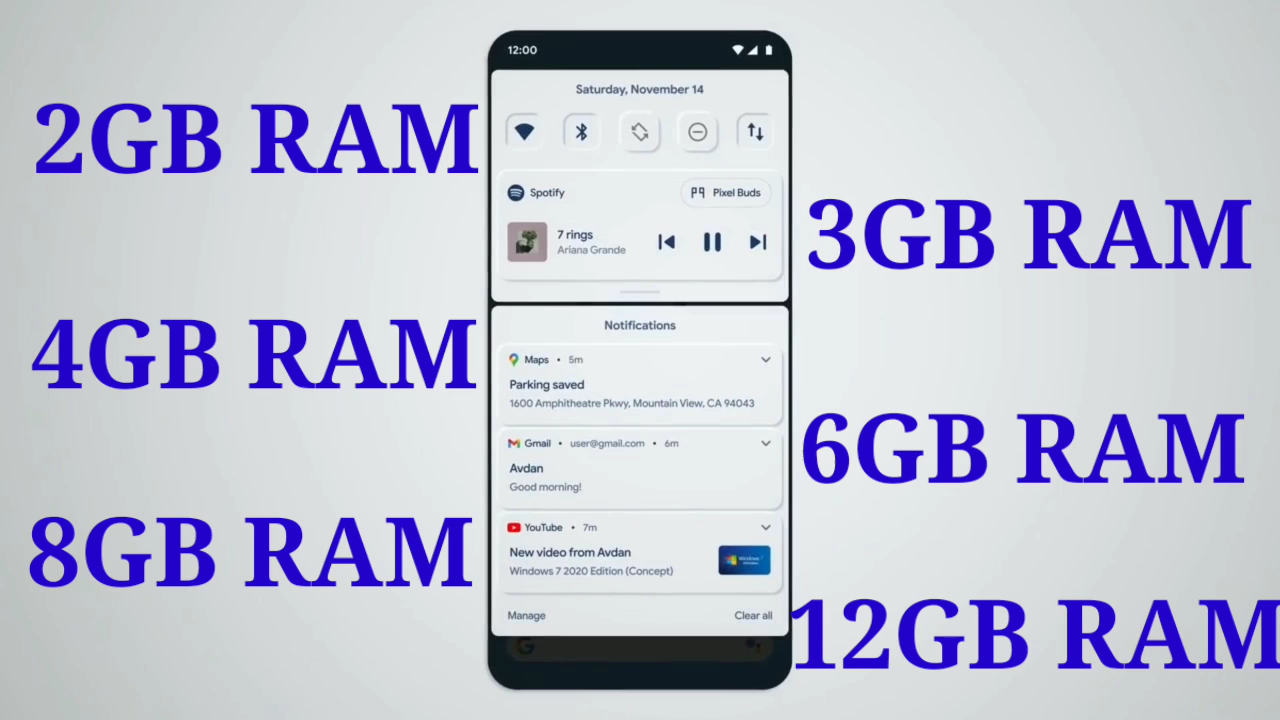 2GB RAM
4GB RAM
8GB RAM
12:00
Saturday, November 14
Spotify
Pixel Buds
7 rings
Ariana Grande
Notifications
Maps • 5m
Parking saved
1600 Amphitheatre Pkwy, Mountain View, CA 94043
Gmail • user@gmail.com • 6m
Avdan
Good morning!
YouTube • 7m
New video from Avdan
Windows 7 2020 Edition (Concept)
Manage
Clear all
3GB RAM
6GB RAM
12GB RAM